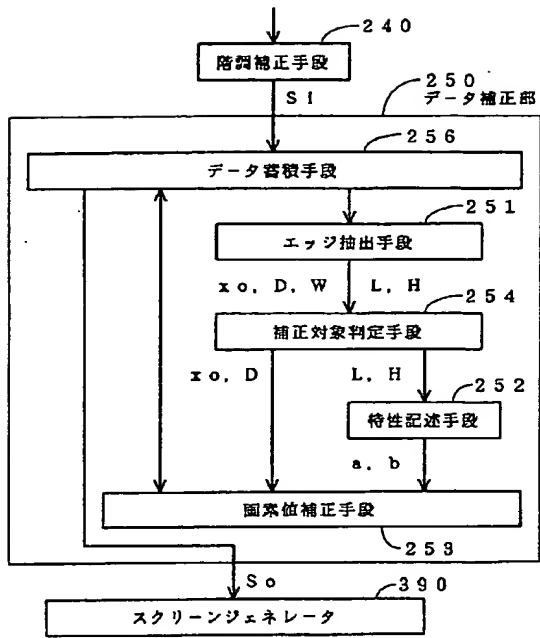 240
階調補正手段
Si
250
データ補正部
256
データ蓄積手段
251
エッジ抽出手段
xo, D, W
L, H
254
補正対象判定手段
xo, D
L, H
252
特性記述手段
a, b
画素値補正手段
253
So
390
スクリーンジェネレータ